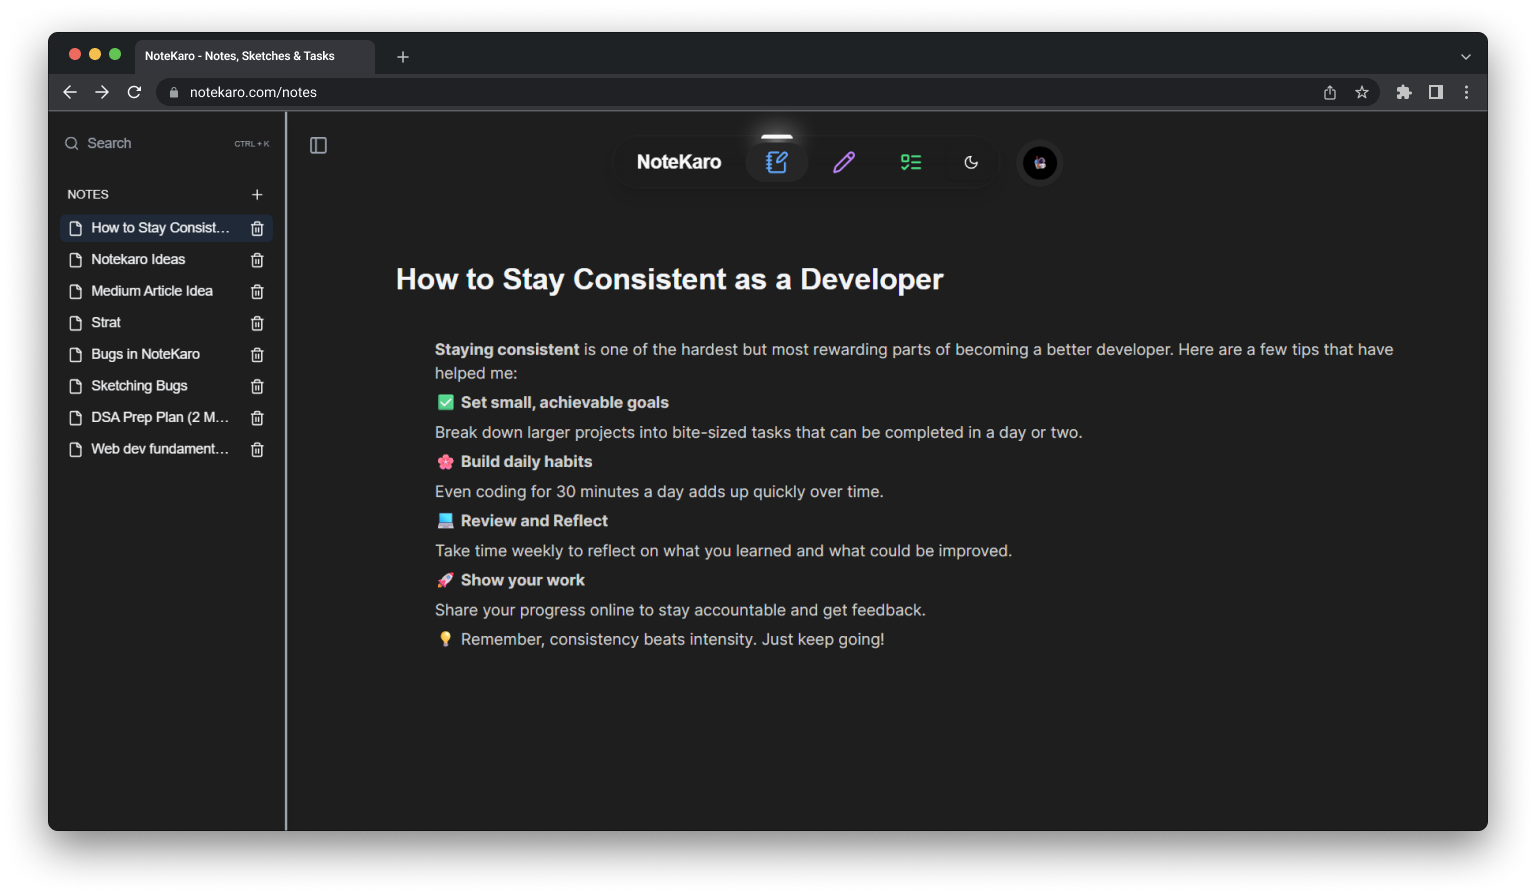 NoteKaro - Notes, Sketches & Tasks
notekaro.com/notes
Search CTRL + K
NoteKaro
NOTES
How to Stay Consist...
Notekaro Ideas
Medium Article Idea
Strat
Bugs in NoteKaro
Sketching Bugs
DSA Prep Plan (2 M...
Web dev fundament...
How to Stay Consistent as a Developer
Staying consistent is one of the hardest but most rewarding parts of becoming a better developer. Here are a few tips that have
helped me:
✅ Set small, achievable goals
Break down larger projects into bite-sized tasks that can be completed in a day or two.
🌸 Build daily habits
Even coding for 30 minutes a day adds up quickly over time.
💻 Review and Reflect
Take time weekly to reflect on what you learned and what could be improved.
🚀 Show your work
Share your progress online to stay accountable and get feedback.
💡 Remember, consistency beats intensity. Just keep going!